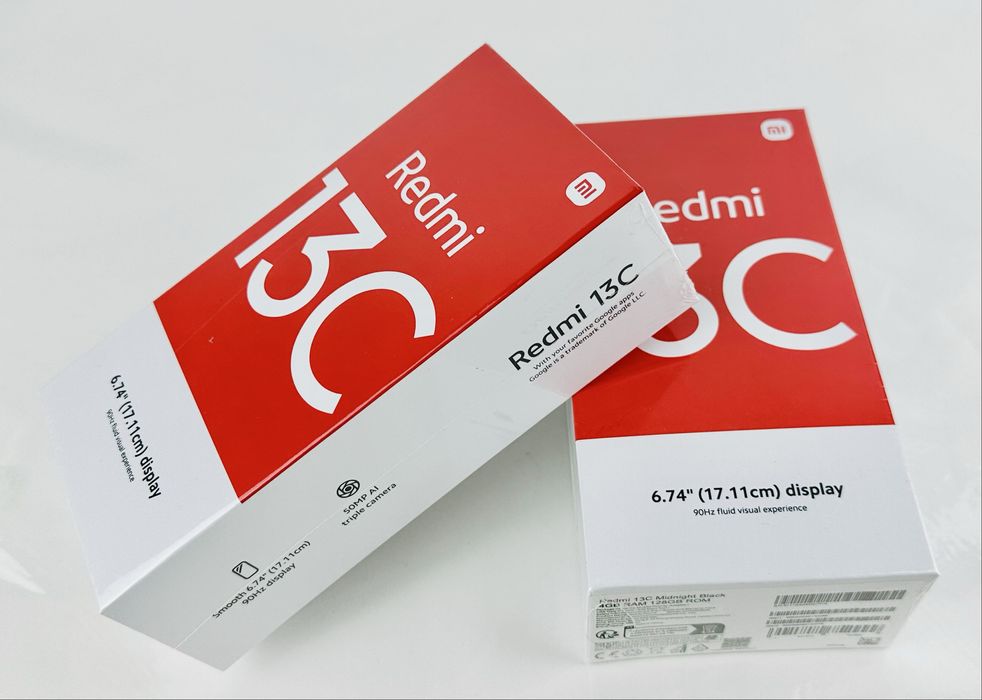 Redmi
13C
6.74" (17.11cm) display
90Hz fluid visual experience
Redmi 13C
With your favorite Google apps
Google is a trademark of Google LLC.
50MP AI
triple camera
Smooth 6.74" (17.11cm)
90Hz display
mi
edmi
3C
6.74" (17.11cm) display
90Hz fluid visual experience
Redmi 13C Midnight Black
4GB RAM 128GB ROM